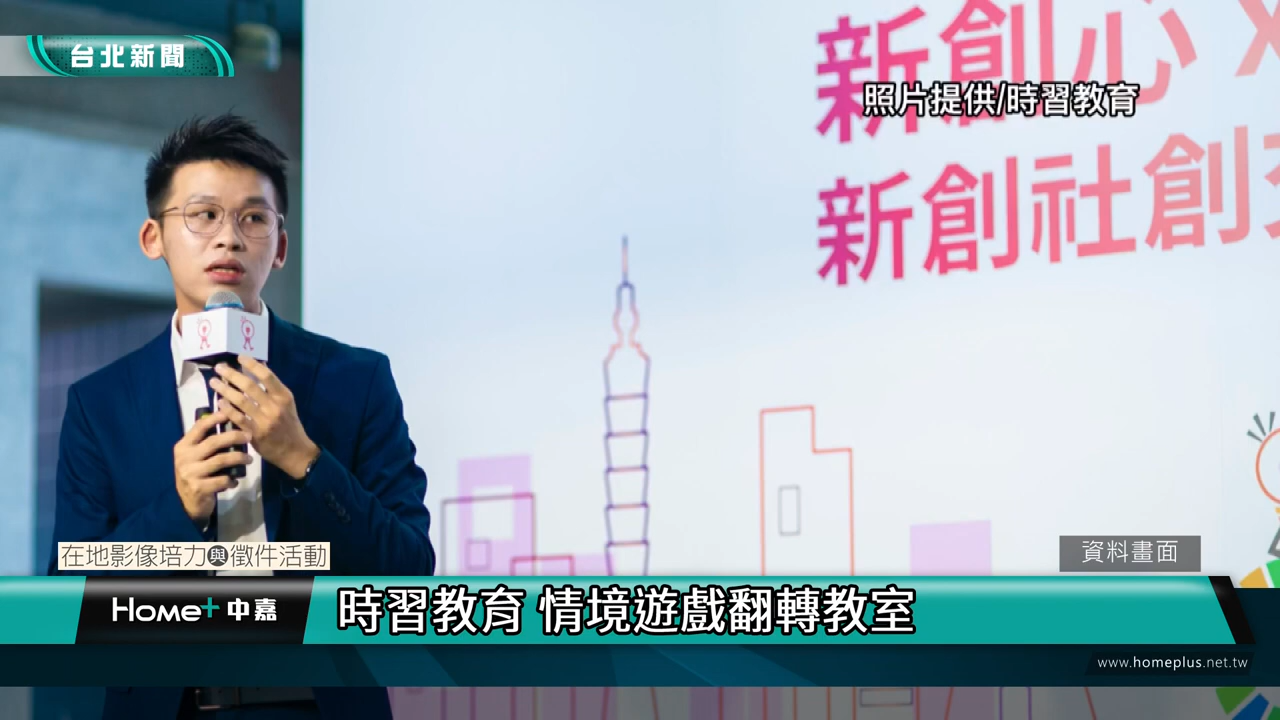 台北新聞
新創心 X
照片提供/時習教育
新創社創
在地影像培力與徵件活動
資料畫面
Home+ 中嘉
時習教育 情境遊戲翻轉教室
www.homeplus.net.tw